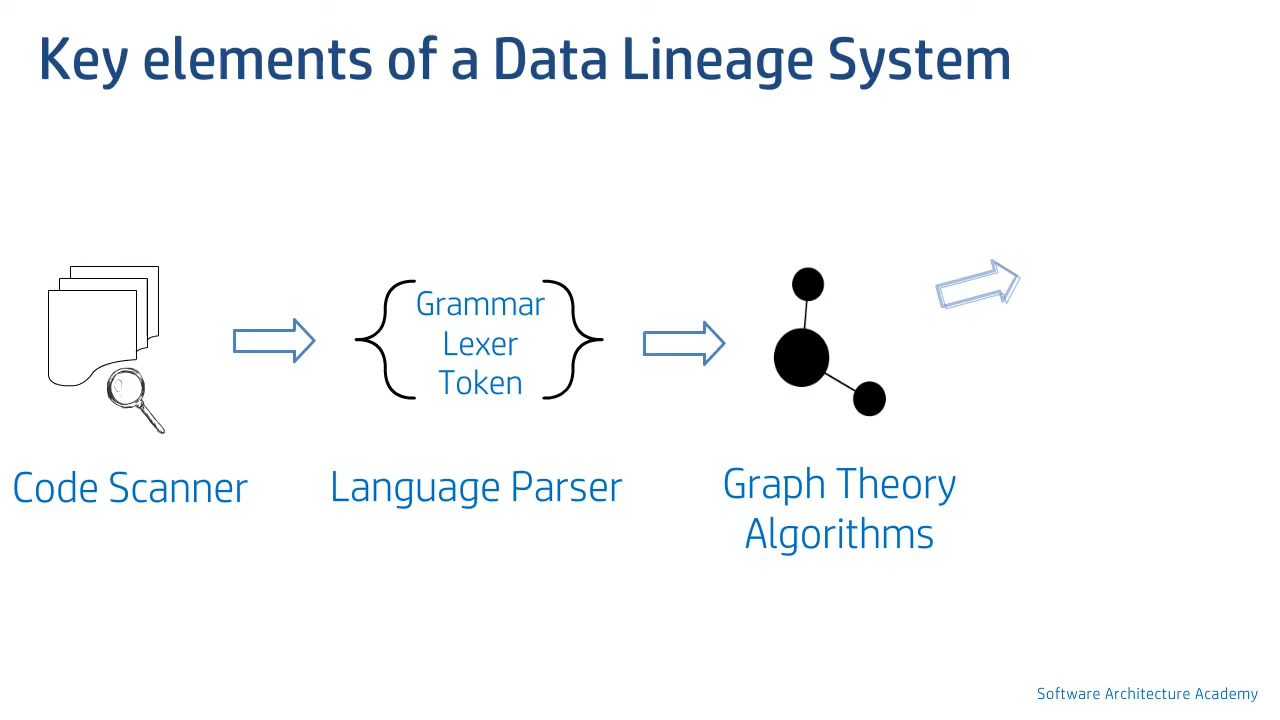 Key elements of a Data Lineage System
Grammar
Lexer
Token
Code Scanner
Language Parser
Graph Theory
Algorithms
Software Architecture Academy